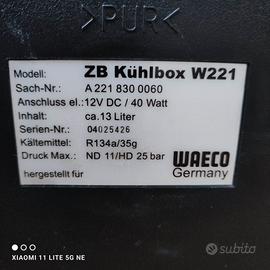 >PUR<
Modell: ZB Kühlbox W221
Sach-Nr.: A 221 830 0060
Anschluss el.: 12V DC / 40 Watt
Inhalt: ca.13 Liter
Serien-Nr.: 04025426
Kältemittel: R134a/35g
Druck Max.: ND 11/HD 25 bar
hergestellt für
WAECO
Germany
XIAOMI 11 LITE 5G NE
subito